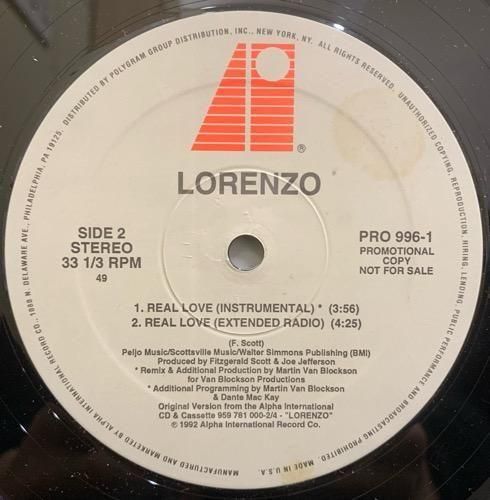 MANUFACTURED AND MARKETED BY ALPHA INTERNATIONAL RECORD CO., 1080 N. DELAWARE AVE., PHILADELPHIA, PA 19125. DISTRIBUTED BY POLYGRAM GROUP DISTRIBUTION, INC., NEW YORK, NY. ALL RIGHTS RESERVED. UNAUTHORIZED COPYING, REPRODUCTION, HIRING, LENDING, PUBLIC PERFORMANCE AND BROADCASTING PROHIBITED. MADE IN U.S.A.
®
LORENZO
SIDE 2
STEREO
33 1/3 RPM
49
PRO 996-1
PROMOTIONAL
COPY
NOT FOR SALE
1. REAL LOVE (INSTRUMENTAL) * (3:56)
2. REAL LOVE (EXTENDED RADIO) (4:25)
(F. Scott)
Peljo Music/Scottsville Music/Walter Simmons Publishing (BMI)
Produced by Fitzgerald Scott & Joe Jefferson
* Remix & Additional Production by Martin Van Blockson
for Van Blockson Productions
* Additional Programming by Martin Van Blockson
& Dante Mac Kay
Original Version from the Alpha International
CD & Cassette 959 781 000-2/4 - "LORENZO"
℗ 1992 Alpha International Record Co.